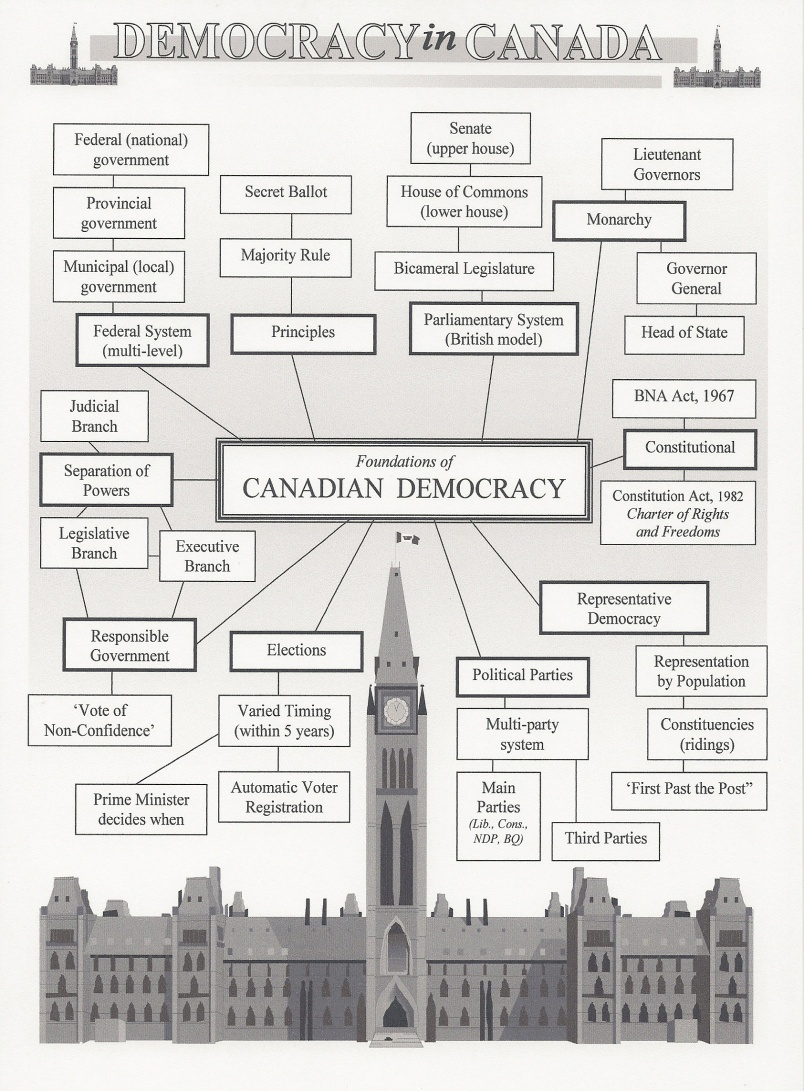 DEMOCRACY in CANADA
Federal (national)
government
Provincial
government
Municipal (local)
government
Federal System
(multi-level)
Secret Ballot
Majority Rule
Principles
Senate
(upper house)
House of Commons
(lower house)
Bicameral Legislature
Parliamentary System
(British model)
Lieutenant
Governors
Monarchy
Governor
General
Head of State
BNA Act, 1967
Constitutional
Constitution Act, 1982
Charter of Rights
and Freedoms
Judicial
Branch
Separation of
Powers
Legislative
Branch
Executive
Branch
Foundations of
CANADIAN DEMOCRACY
Responsible
Government
‘Vote of
Non-Confidence’
Elections
Varied Timing
(within 5 years)
Prime Minister
decides when
Automatic Voter
Registration
Political Parties
Multi-party
system
Main
Parties
(Lib., Cons.,
NDP, BQ)
Third Parties
Representative
Democracy
Representation
by Population
Constituencies
(ridings)
‘First Past the Post”